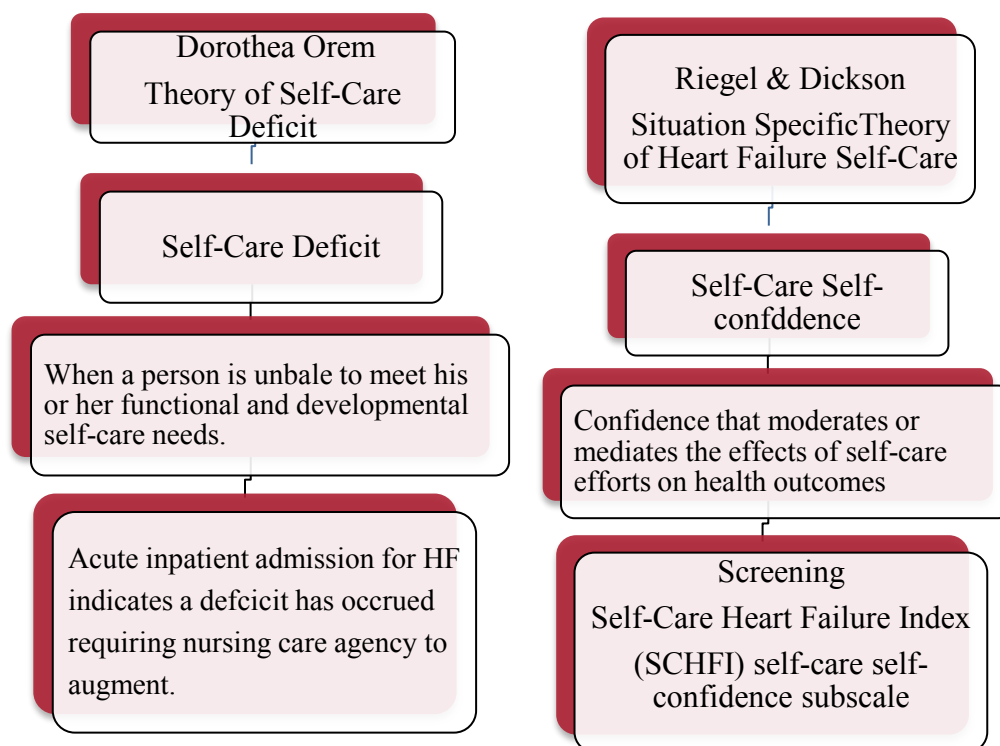 Dorothea Orem
Theory of Self-Care
Deficit
Self-Care Deficit
When a person is unbale to meet his
or her functional and developmental
self-care needs.
Acute inpatient admission for HF
indicates a defcicit has occrued
requiring nursing care agency to
augment.
Riegel & Dickson
Situation SpecificTheory
of Heart Failure Self-Care
Self-Care Self-
confddence
Confidence that moderates or
mediates the effects of self-care
efforts on health outcomes
Screening
Self-Care Heart Failure Index
(SCHFI) self-care self-
confidence subscale